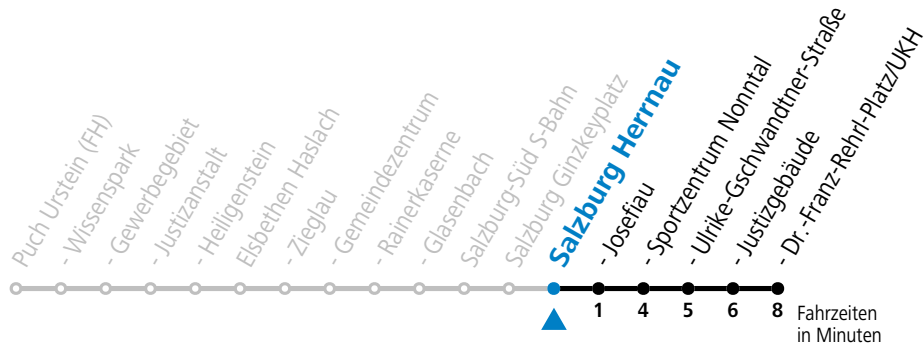 Puch Urstein (FH)
- Wissenspark
- Gewerbegebiet
- Justizanstalt
- Heiligenstein
Elsbethen Haslach
- Zieglau
- Gemeindezentrum
- Rainerkaserne
- Glasenbach
Salzburg-Süd S-Bahn
Salzburg Ginzkeyplatz
Salzburg Herrnau
- Josefiau
- Sportzentrum Nonntal
- Ulrike-Gschwandtner-Straße
- Justizgebäude
- Dr.-Franz-Rehrl-Platz/UKH
1 4 5 6 8 Fahrzeiten
in Minuten